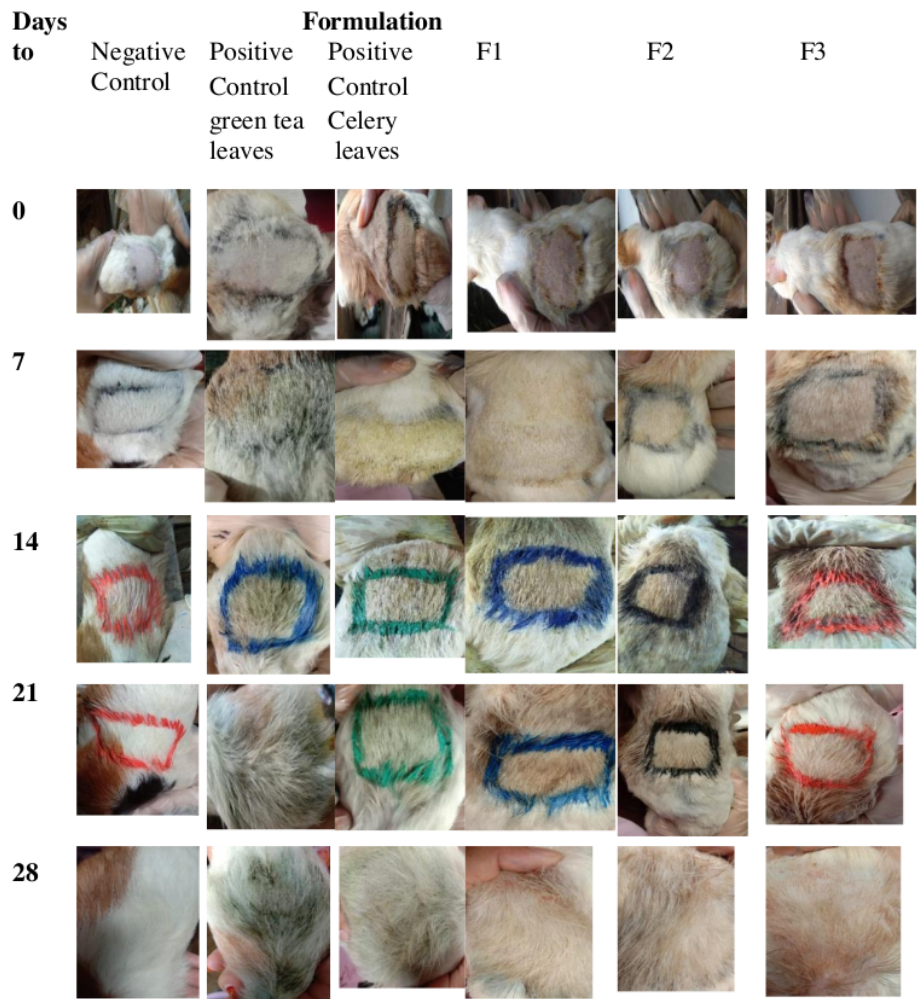 Days Formulation
to Negative Positive Positive F1 F2 F3
Control Control Control
green tea Celery
leaves leaves
0
7
14
21
28